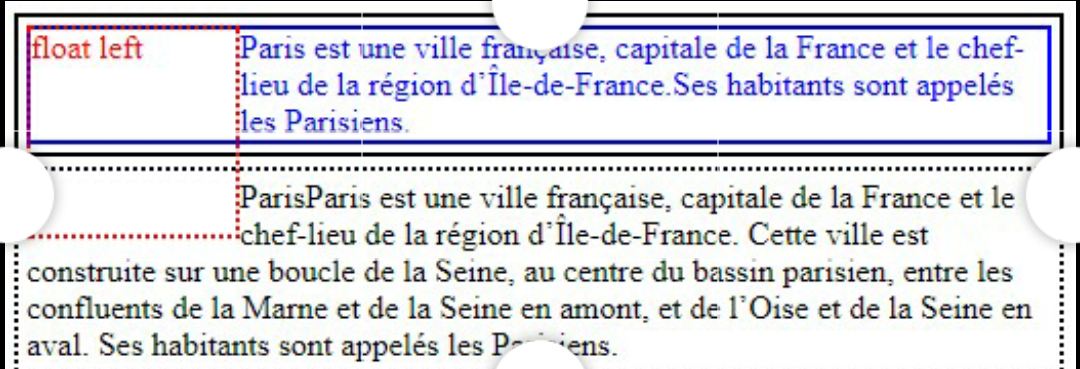 float left
Paris est une ville française, capitale de la France et le chef-
lieu de la région d’Île-de-France.Ses habitants sont appelés
les Parisiens.
ParisParis est une ville française, capitale de la France et le
chef-lieu de la région d’Île-de-France. Cette ville est
construite sur une boucle de la Seine, au centre du bassin parisien, entre les
confluents de la Marne et de la Seine en amont, et de l’Oise et de la Seine en
aval. Ses habitants sont appelés les Parisiens.